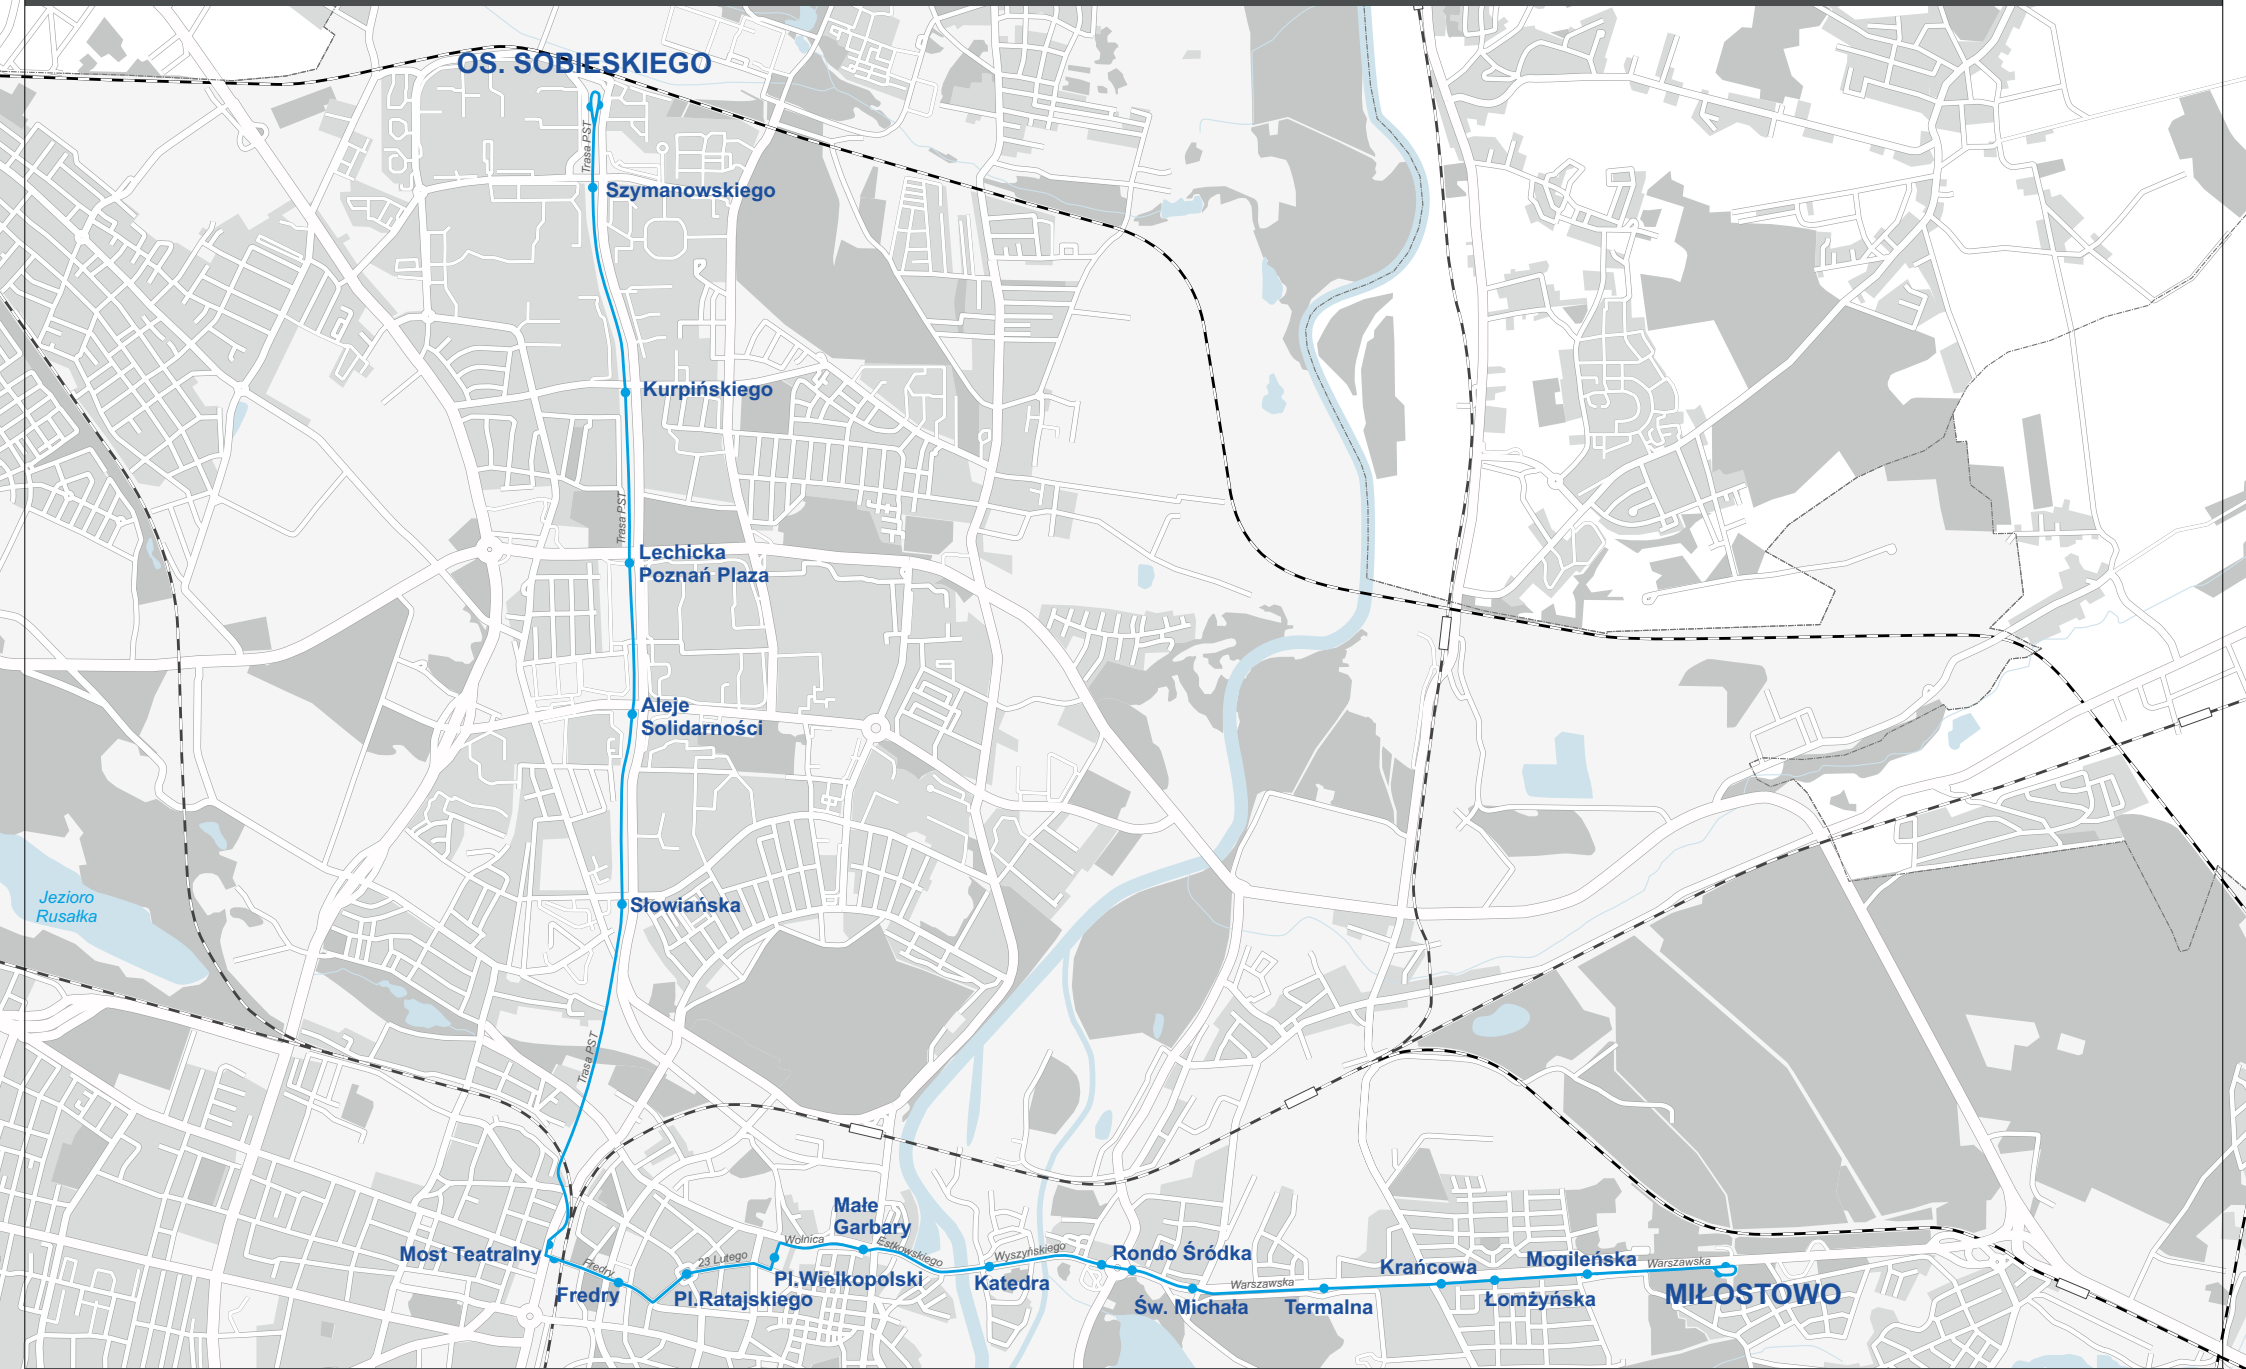 OS. SOBIESKIEGO
Trasa PST
Szymanowskiego
Kurpińskiego
Trasa PST
Lechicka
Poznań Plaza
Aleje
Solidarności
Jezioro
Rusałka
Słowiańska
Trasa PST
Most Teatralny
Fredry
Fredry
23 Lutego
Pl.Ratajskiego
Wolnica
Pl.Wielkopolski
Małe
Garbary
Estkowskiego
Wyszyńskiego
Katedra
Rondo Śródka
Św. Michała
Warszawska
Termalna
Krańcowa
Łomżyńska
Mogileńska
Warszawska
MIŁOSTOWO